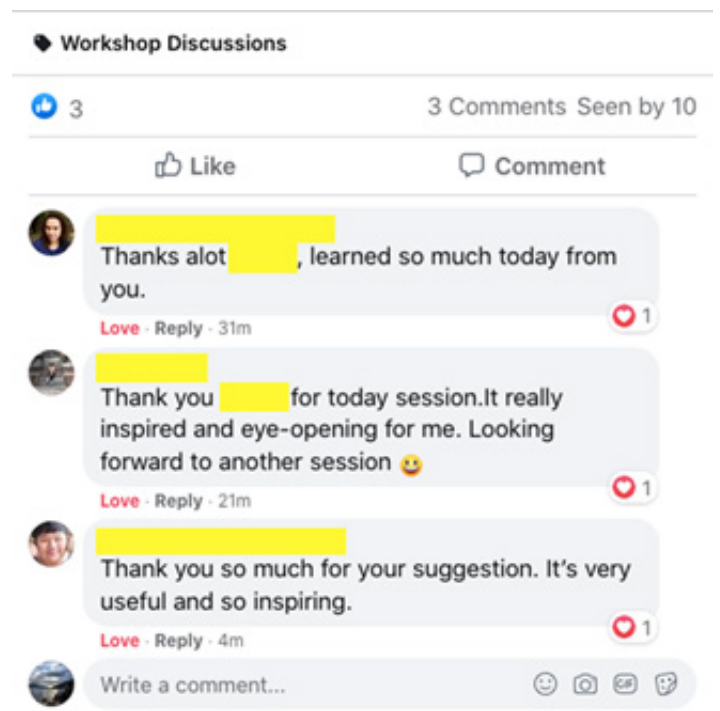 Workshop Discussions
3
3 Comments Seen by 10
Like
Comment
Thanks alot , learned so much today from
you.
Love · Reply · 31m
1
Thank you for today session.It really
inspired and eye-opening for me. Looking
forward to another session 😃
Love · Reply · 21m
1
Thank you so much for your suggestion. It's very
useful and so inspiring.
Love · Reply · 4m
1
Write a comment...
GIF